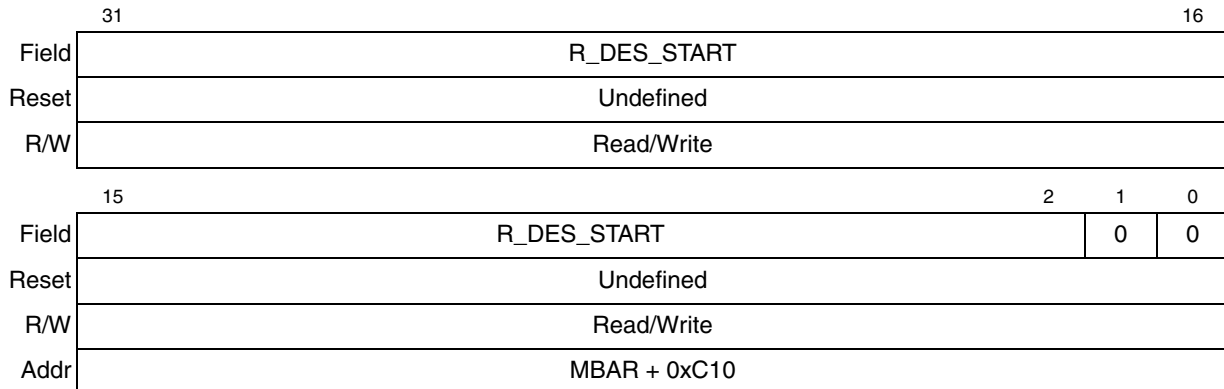 31 16
Field R_DES_START
Reset Undefined
R/W Read/Write
15 2 1 0
Field R_DES_START 0 0
Reset Undefined
R/W Read/Write
Addr MBAR + 0xC10